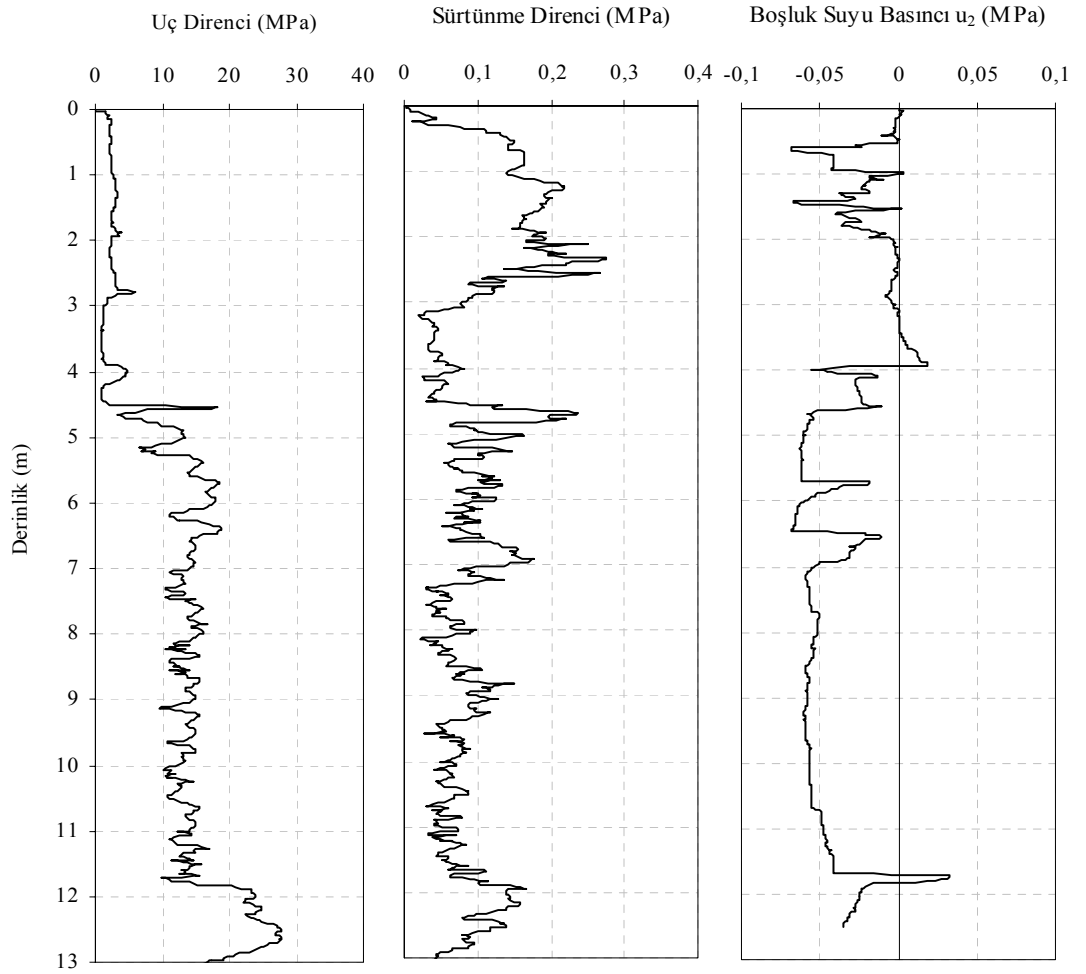 Uç Direnci (MPa)
Sürtünme Direnci (MPa)
Boşluk Suyu Basıncı u₂ (MPa)
0 10 20 30 40
0 0,1 0,2 0,3 0,4
-0,1 -0,05 0 0,05 0,1
Derinlik (m)
0
1
2
3
4
5
6
7
8
9
10
11
12
13